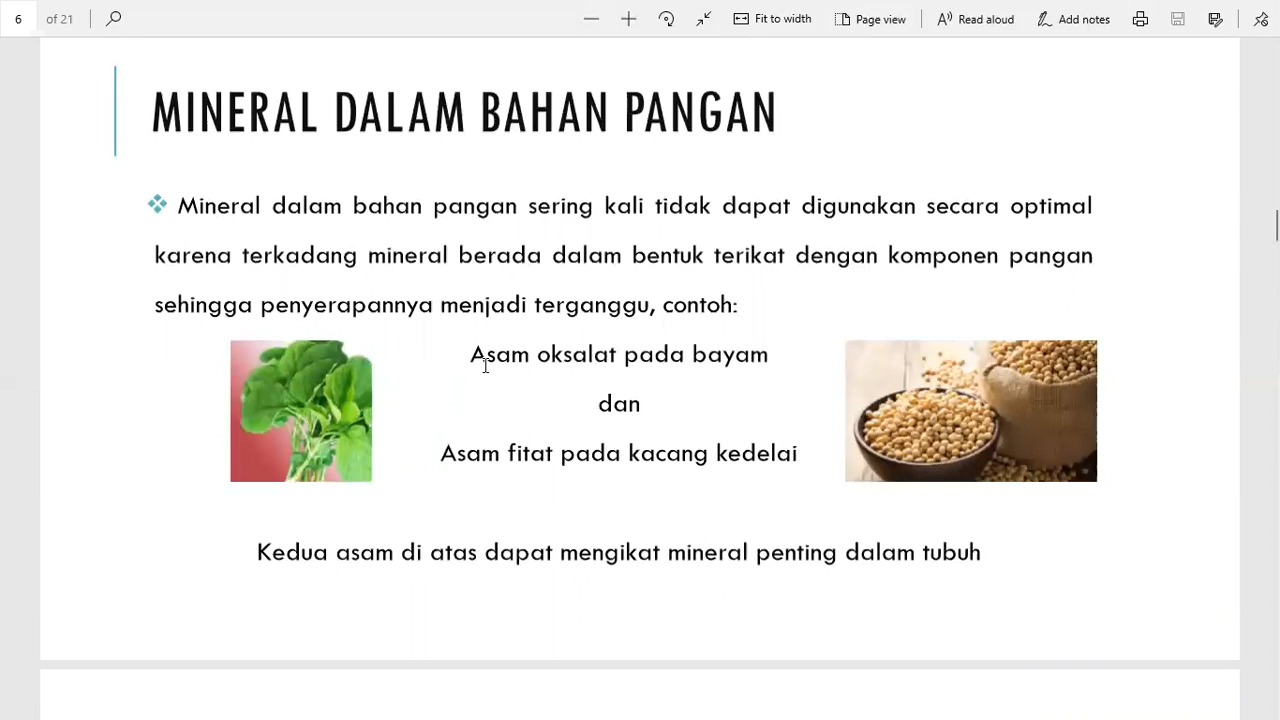 6 of 21 Fit to width Page view Read aloud Add notes
MINERAL DALAM BAHAN PANGAN
Mineral dalam bahan pangan sering kali tidak dapat digunakan secara optimal
karena terkadang mineral berada dalam bentuk terikat dengan komponen pangan
sehingga penyerapannya menjadi terganggu, contoh:
Asam oksalat pada bayam
dan
Asam fitat pada kacang kedelai
Kedua asam di atas dapat mengikat mineral penting dalam tubuh